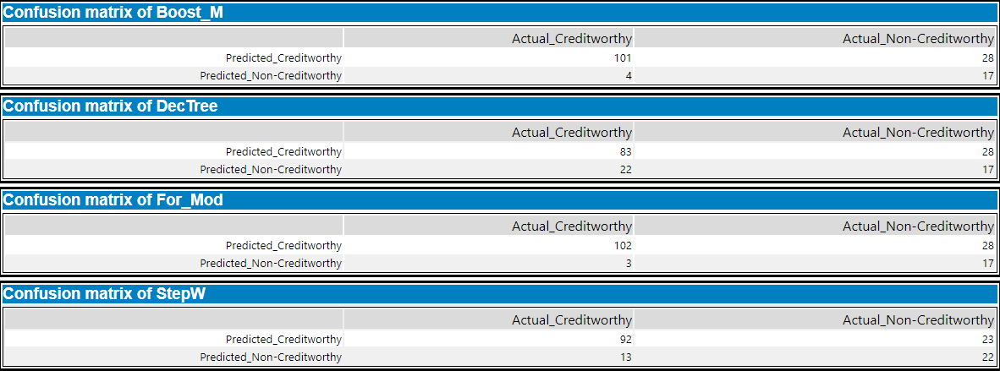 Confusion matrix of Boost_M
Actual_Creditworthy Actual_Non-Creditworthy
Predicted_Creditworthy 101 28
Predicted_Non-Creditworthy 4 17
Confusion matrix of DecTree
Actual_Creditworthy Actual_Non-Creditworthy
Predicted_Creditworthy 83 28
Predicted_Non-Creditworthy 22 17
Confusion matrix of For_Mod
Actual_Creditworthy Actual_Non-Creditworthy
Predicted_Creditworthy 102 28
Predicted_Non-Creditworthy 3 17
Confusion matrix of StepW
Actual_Creditworthy Actual_Non-Creditworthy
Predicted_Creditworthy 92 23
Predicted_Non-Creditworthy 13 22